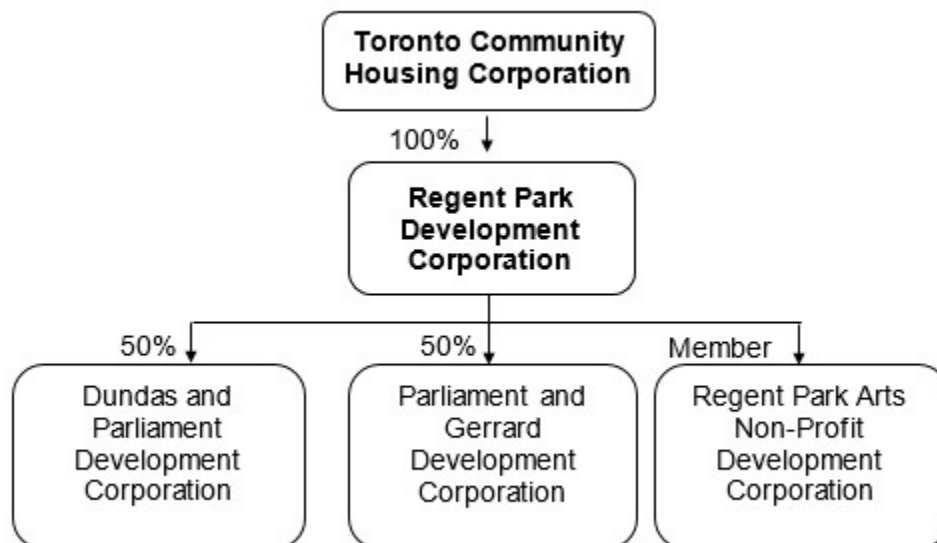 Toronto Community
Housing Corporation
100%
Regent Park
Development
Corporation
50%
50%
Member
Dundas and
Parliament
Development
Corporation
Parliament and
Gerrard
Development
Corporation
Regent Park Arts
Non-Profit
Development
Corporation